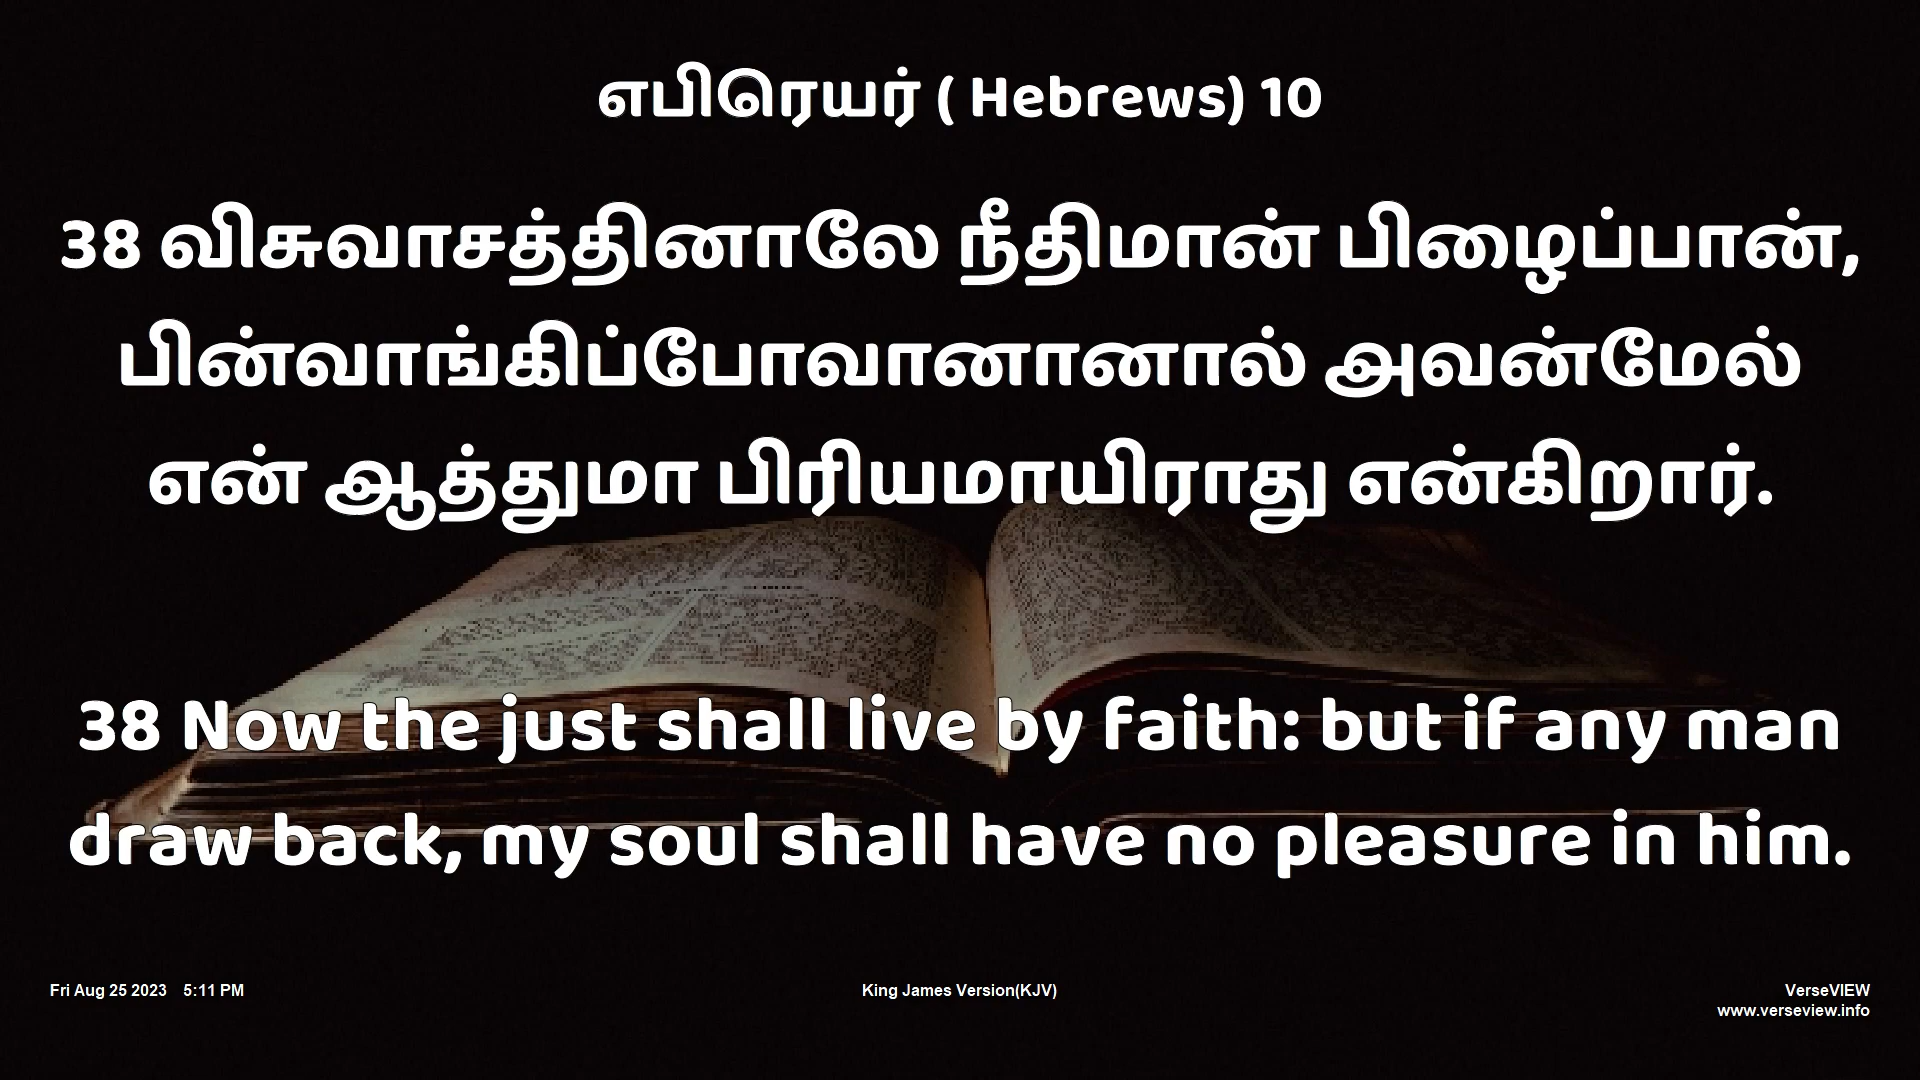 எபிரெயர் ( Hebrews) 10
38 விசுவாசத்தினாலே நீதிமான் பிழைப்பான்,
பின்வாங்கிப்போவானானால் அவன்மேல்
என் ஆத்துமா பிரியமாயிராது என்கிறார்.
38 Now the just shall live by faith: but if any man
draw back, my soul shall have no pleasure in him.
Fri Aug 25 2023 5:11 PM
King James Version(KJV)
VerseVIEW
www.verseview.info